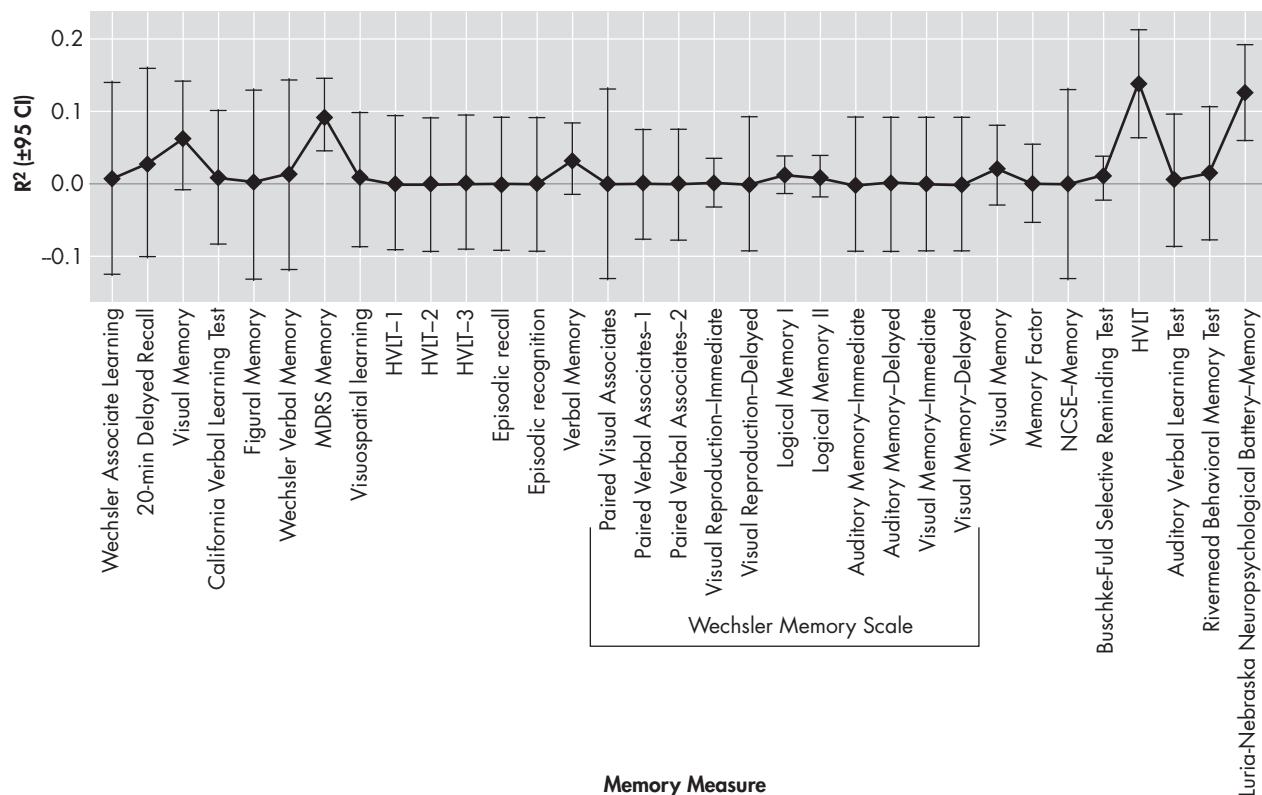 R² (±95 CI)
0.2
0.1
0.0
–0.1
Wechsler Associate Learning
20-min Delayed Recall
Visual Memory
California Verbal Learning Test
Figural Memory
Wechsler Verbal Memory
MDRS Memory
Visuospatial learning
HVLT–1
HVLT–2
HVLT–3
Episodic recall
Episodic recognition
Verbal Memory
Paired Visual Associates
Paired Verbal Associates–1
Paired Verbal Associates–2
Visual Reproduction–Immediate
Visual Reproduction–Delayed
Logical Memory I
Logical Memory II
Auditory Memory–Immediate
Auditory Memory–Delayed
Visual Memory–Immediate
Visual Memory–Delayed
Visual Memory
Memory Factor
NCSE–Memory
Buschke-Fuld Selective Reminding Test
HVLT
Auditory Verbal Learning Test
Rivermead Behavioral Memory Test
Luria-Nebraska Neuropsychological Battery–Memory
Wechsler Memory Scale
Memory Measure